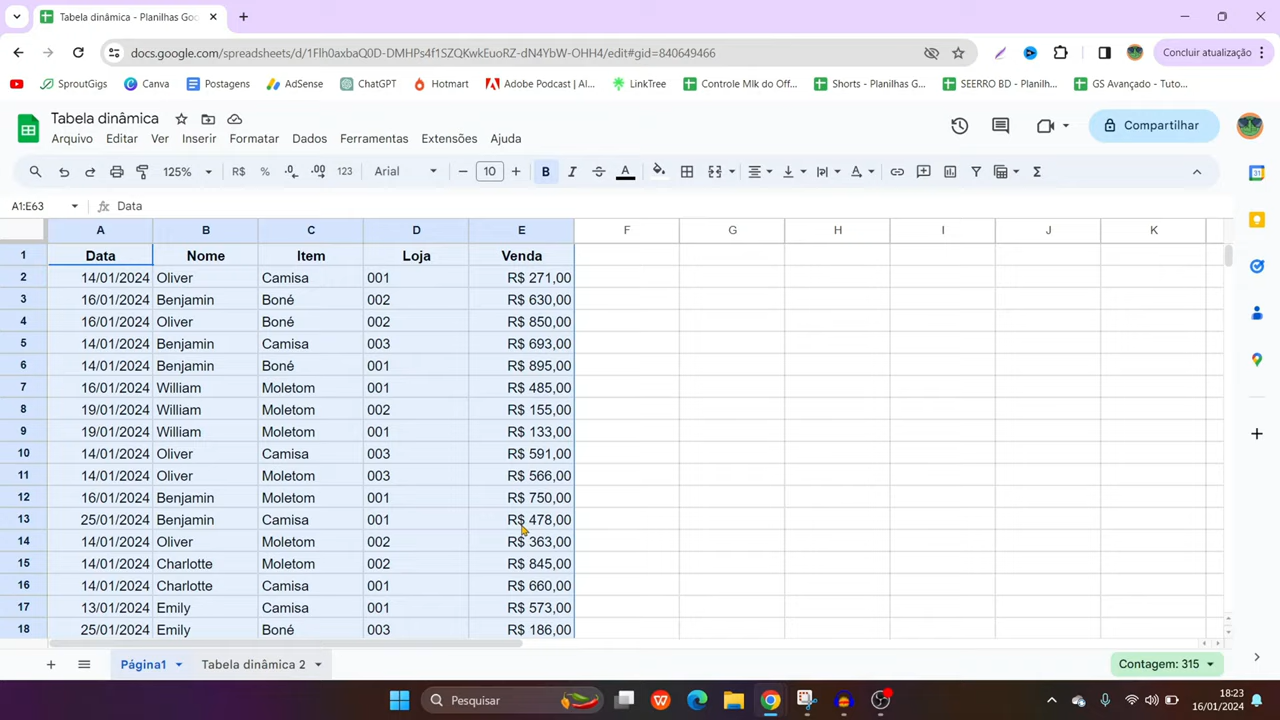 Tabela dinâmica - Planilhas Goo
docs.google.com/spreadsheets/d/1Flh0axbaQ0D-DMHPs4f1SZQKwkEuoRZ-dN4YbW-OHH4/edit#gid=840649466
Concluir atualização
SproutGigs Canva Postagens AdSense ChatGPT Hotmart Adobe Podcast | AI... LinkTree Controle Mlk do Off... Shorts - Planilhas G... SEERRO BD - Planilh... GS Avançado - Tuto...
Tabela dinâmica
Compartilhar
Arquivo Editar Ver Inserir Formatar Dados Ferramentas Extensões Ajuda
125% R$ % .0 .00 123 Arial 10 B I S A
A1:E63 fx Data
A B C D E F G H I J K
1 Data Nome Item Loja Venda
2 14/01/2024 Oliver Camisa 001 R$ 271,00
3 16/01/2024 Benjamin Boné 002 R$ 630,00
4 16/01/2024 Oliver Boné 002 R$ 850,00
5 14/01/2024 Benjamin Camisa 003 R$ 693,00
6 14/01/2024 Benjamin Boné 001 R$ 895,00
7 16/01/2024 William Moletom 001 R$ 485,00
8 19/01/2024 William Moletom 002 R$ 155,00
9 19/01/2024 William Moletom 001 R$ 133,00
10 14/01/2024 Oliver Camisa 003 R$ 591,00
11 14/01/2024 Oliver Moletom 003 R$ 566,00
12 16/01/2024 Benjamin Moletom 001 R$ 750,00
13 25/01/2024 Benjamin Camisa 001 R$ 478,00
14 14/01/2024 Oliver Moletom 002 R$ 363,00
15 14/01/2024 Charlotte Moletom 002 R$ 845,00
16 14/01/2024 Charlotte Camisa 001 R$ 660,00
17 13/01/2024 Emily Camisa 001 R$ 573,00
18 25/01/2024 Emily Boné 003 R$ 186,00
Página1 Tabela dinâmica 2 Contagem: 315
Pesquisar
18:23
16/01/2024